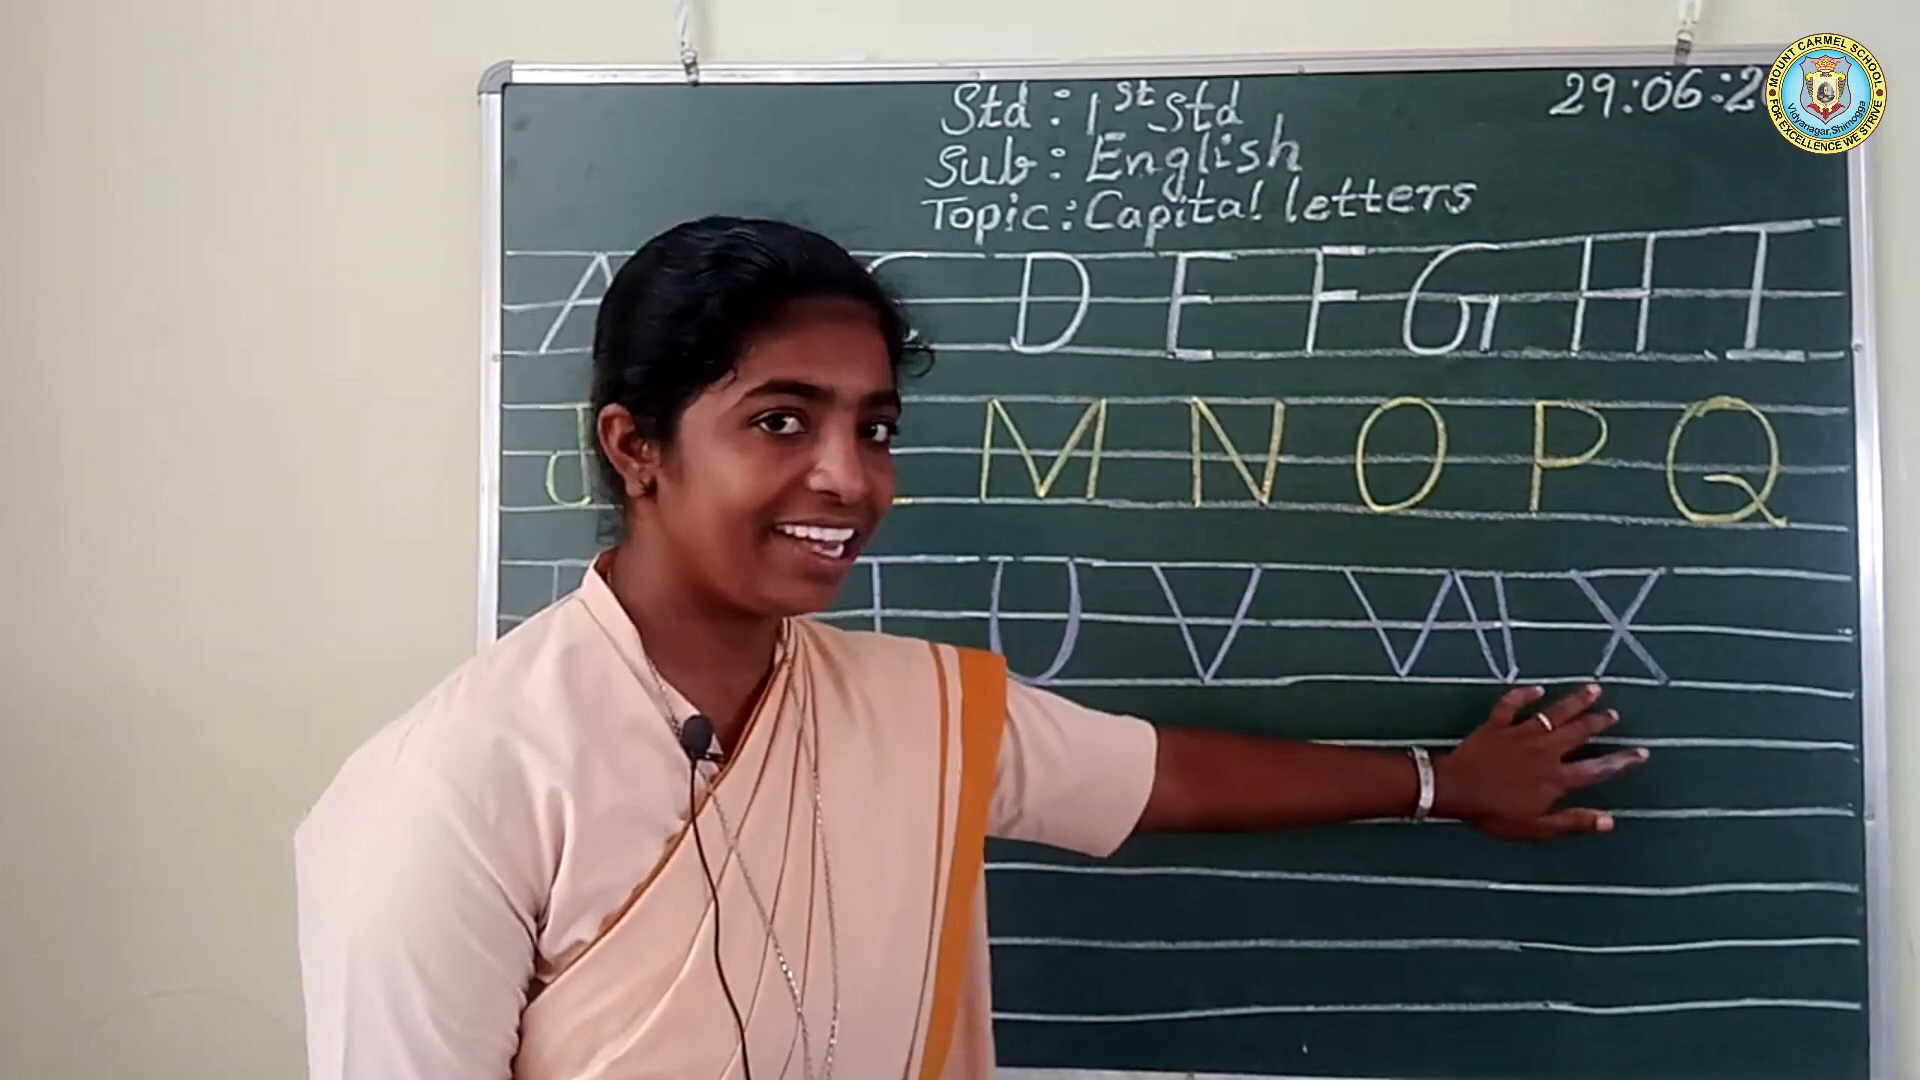 Std : 1st Std
29:06:2
Sub : English
Topic : Capital letters
A C D E F G H I
J M N O P Q
T U V W X
MOUNT CARMEL SCHOOL
Vidyanagar, Shimogga
FOR EXCELLENCE WE STRIVE